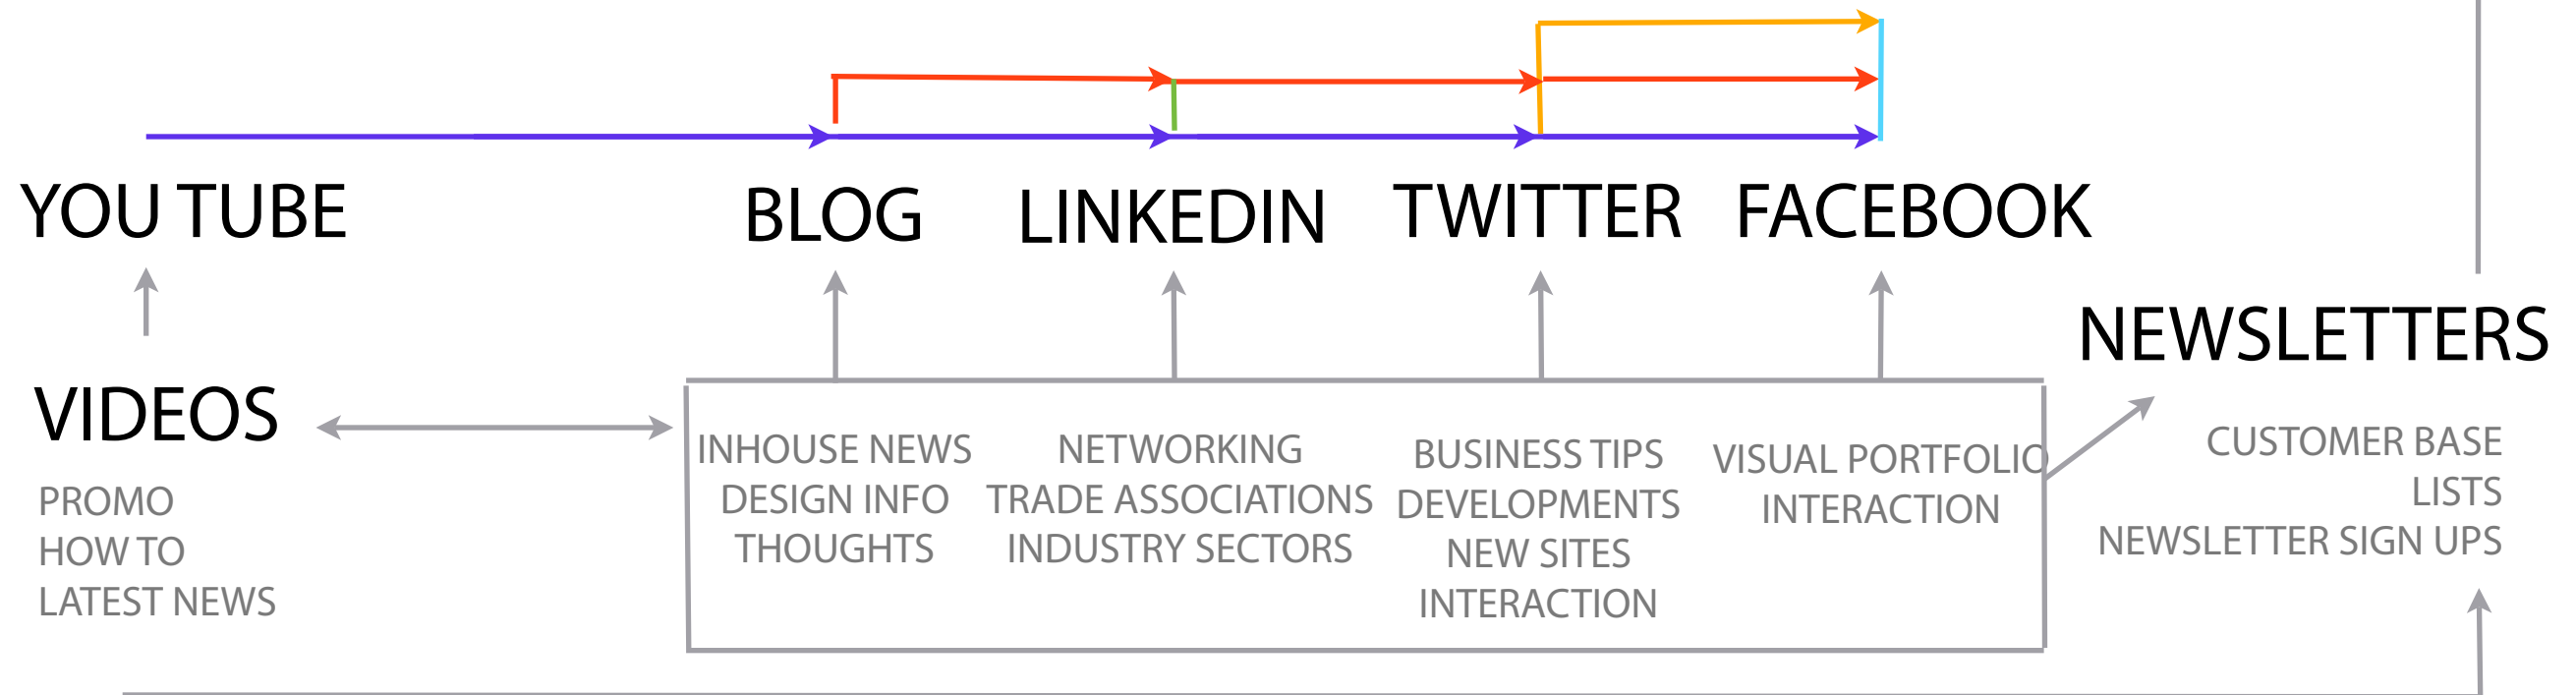 YOU TUBE
BLOG
LINKEDIN
TWITTER
FACEBOOK
VIDEOS
PROMO
HOW TO
LATEST NEWS
INHOUSE NEWS
DESIGN INFO
THOUGHTS
NETWORKING
TRADE ASSOCIATIONS
INDUSTRY SECTORS
BUSINESS TIPS
DEVELOPMENTS
NEW SITES
INTERACTION
VISUAL PORTFOLIO
INTERACTION
NEWSLETTERS
CUSTOMER BASE
LISTS
NEWSLETTER SIGN UPS